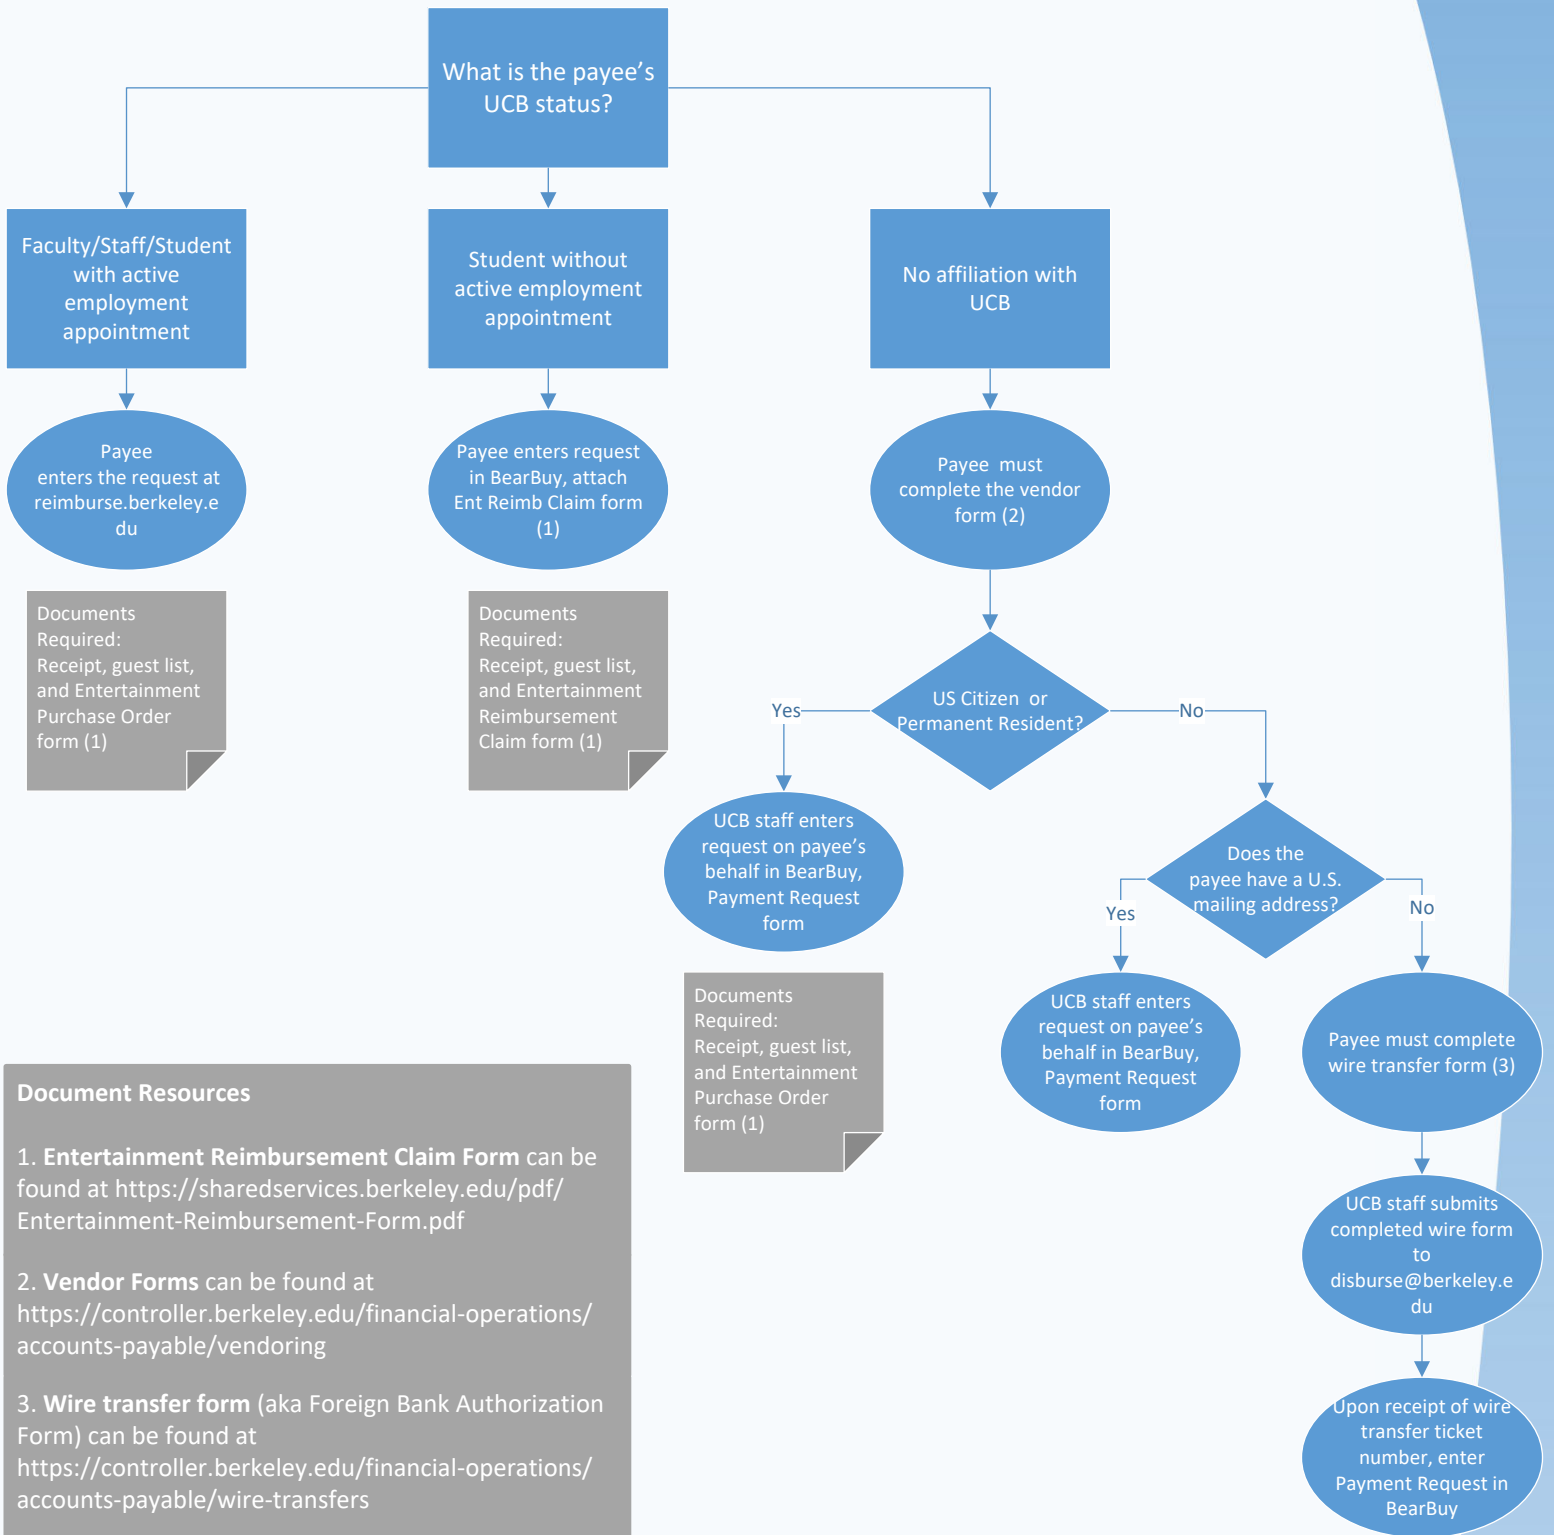 What is the payee's
UCB status?
Faculty/Staff/Student
with active
employment
appointment
Student without
active employment
appointment
No affiliation with
UCB
Payee
enters the request at
reimburse.berkeley.e
du
Payee enters request
in BearBuy, attach
Ent Reimb Claim form
(1)
Payee  must
complete the vendor
form (2)
Documents
Required:
Receipt, guest list,
and Entertainment
Purchase Order
form (1)
Documents
Required:
Receipt, guest list,
and Entertainment
Reimbursement
Claim form (1)
US Citizen  or
Permanent Resident?
Yes
No
UCB staff enters
request on payee's
behalf in BearBuy,
Payment Request
form
Does the
payee have a U.S.
mailing address?
Yes
No
Documents
Required:
Receipt, guest list,
and Entertainment
Purchase Order
form (1)
UCB staff enters
request on payee's
behalf in BearBuy,
Payment Request
form
Payee must complete
wire transfer form (3)
UCB staff submits
completed wire form
to
disburse@berkeley.e
du
Upon receipt of wire
transfer ticket
number, enter
Payment Request in
BearBuy
Document Resources
1. Entertainment Reimbursement Claim Form can be
found at https://sharedservices.berkeley.edu/pdf/
Entertainment-Reimbursement-Form.pdf
2. Vendor Forms can be found at
https://controller.berkeley.edu/financial-operations/
accounts-payable/vendoring
3. Wire transfer form (aka Foreign Bank Authorization
Form) can be found at
https://controller.berkeley.edu/financial-operations/
accounts-payable/wire-transfers